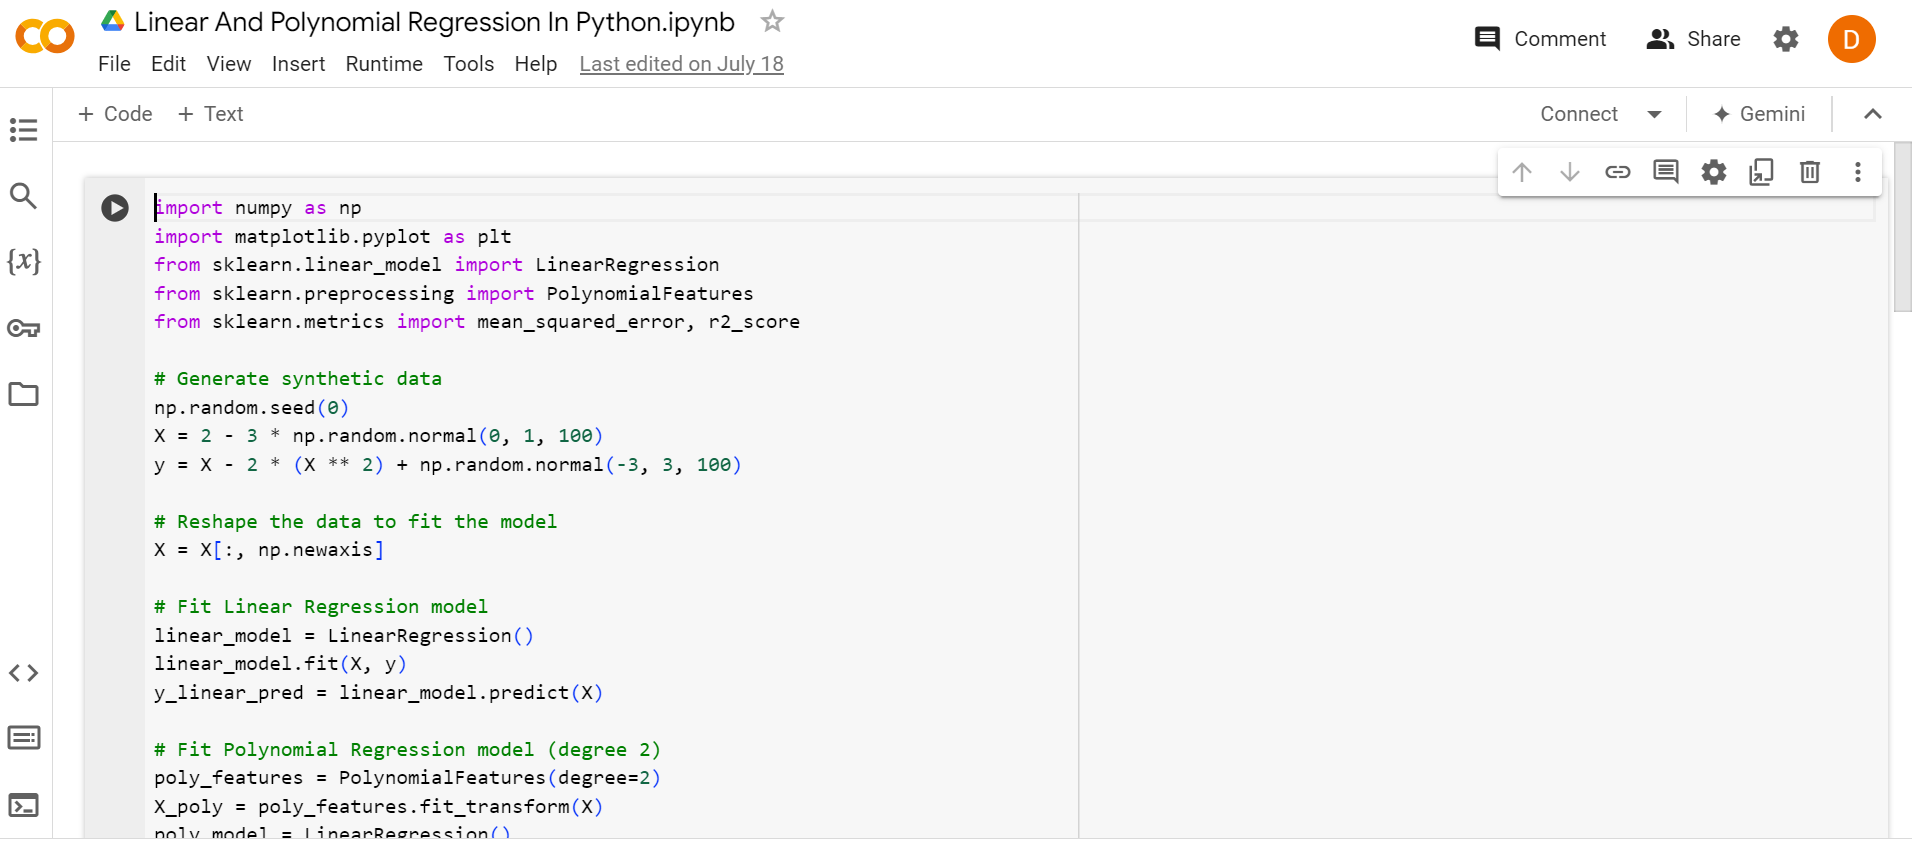 Linear And Polynomial Regression In Python.ipynb
File Edit View Insert Runtime Tools Help Last edited on July 18
Comment Share D
+ Code + Text
Connect Gemini
{x}
import numpy as np
import matplotlib.pyplot as plt
from sklearn.linear_model import LinearRegression
from sklearn.preprocessing import PolynomialFeatures
from sklearn.metrics import mean_squared_error, r2_score
# Generate synthetic data
np.random.seed(0)
X = 2 - 3 * np.random.normal(0, 1, 100)
y = X - 2 * (X ** 2) + np.random.normal(-3, 3, 100)
# Reshape the data to fit the model
X = X[:, np.newaxis]
# Fit Linear Regression model
linear_model = LinearRegression()
linear_model.fit(X, y)
y_linear_pred = linear_model.predict(X)
# Fit Polynomial Regression model (degree 2)
poly_features = PolynomialFeatures(degree=2)
X_poly = poly_features.fit_transform(X)
poly_model = LinearRegression()